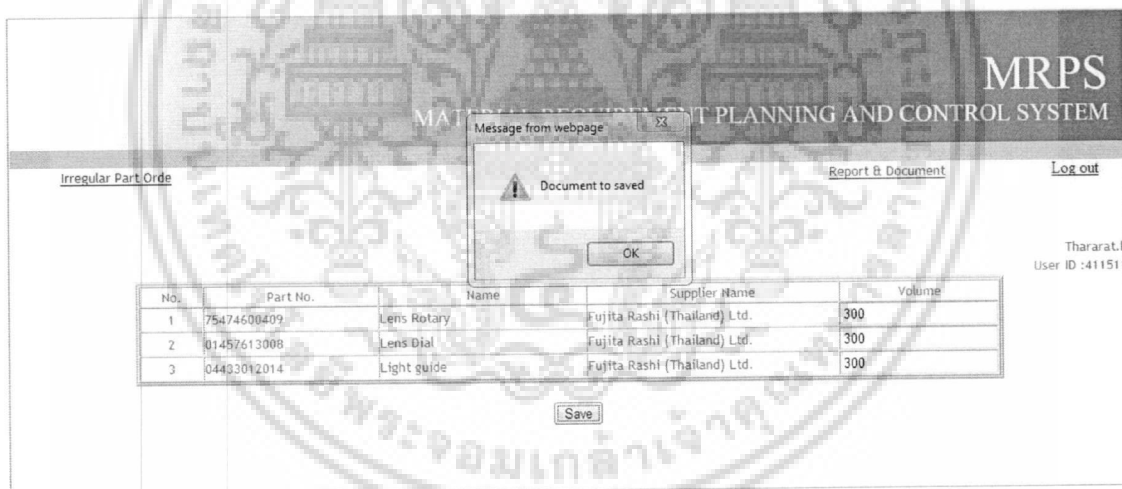 MRPS
MATERIAL REQUIREMENT PLANNING AND CONTROL SYSTEM
Message from webpage
Document to saved
OK
Irregular Part Orde
Report & Document
Log out
Thararat.
User ID :41151
No. Part No. Name Supplier Name Volume
1 75474600409 Lens Rotary Fujita Rashi (Thailand) Ltd. 300
2 01457613008 Lens Dial Fujita Rashi (Thailand) Ltd. 300
3 04433012014 Light guide Fujita Rashi (Thailand) Ltd. 300
Save